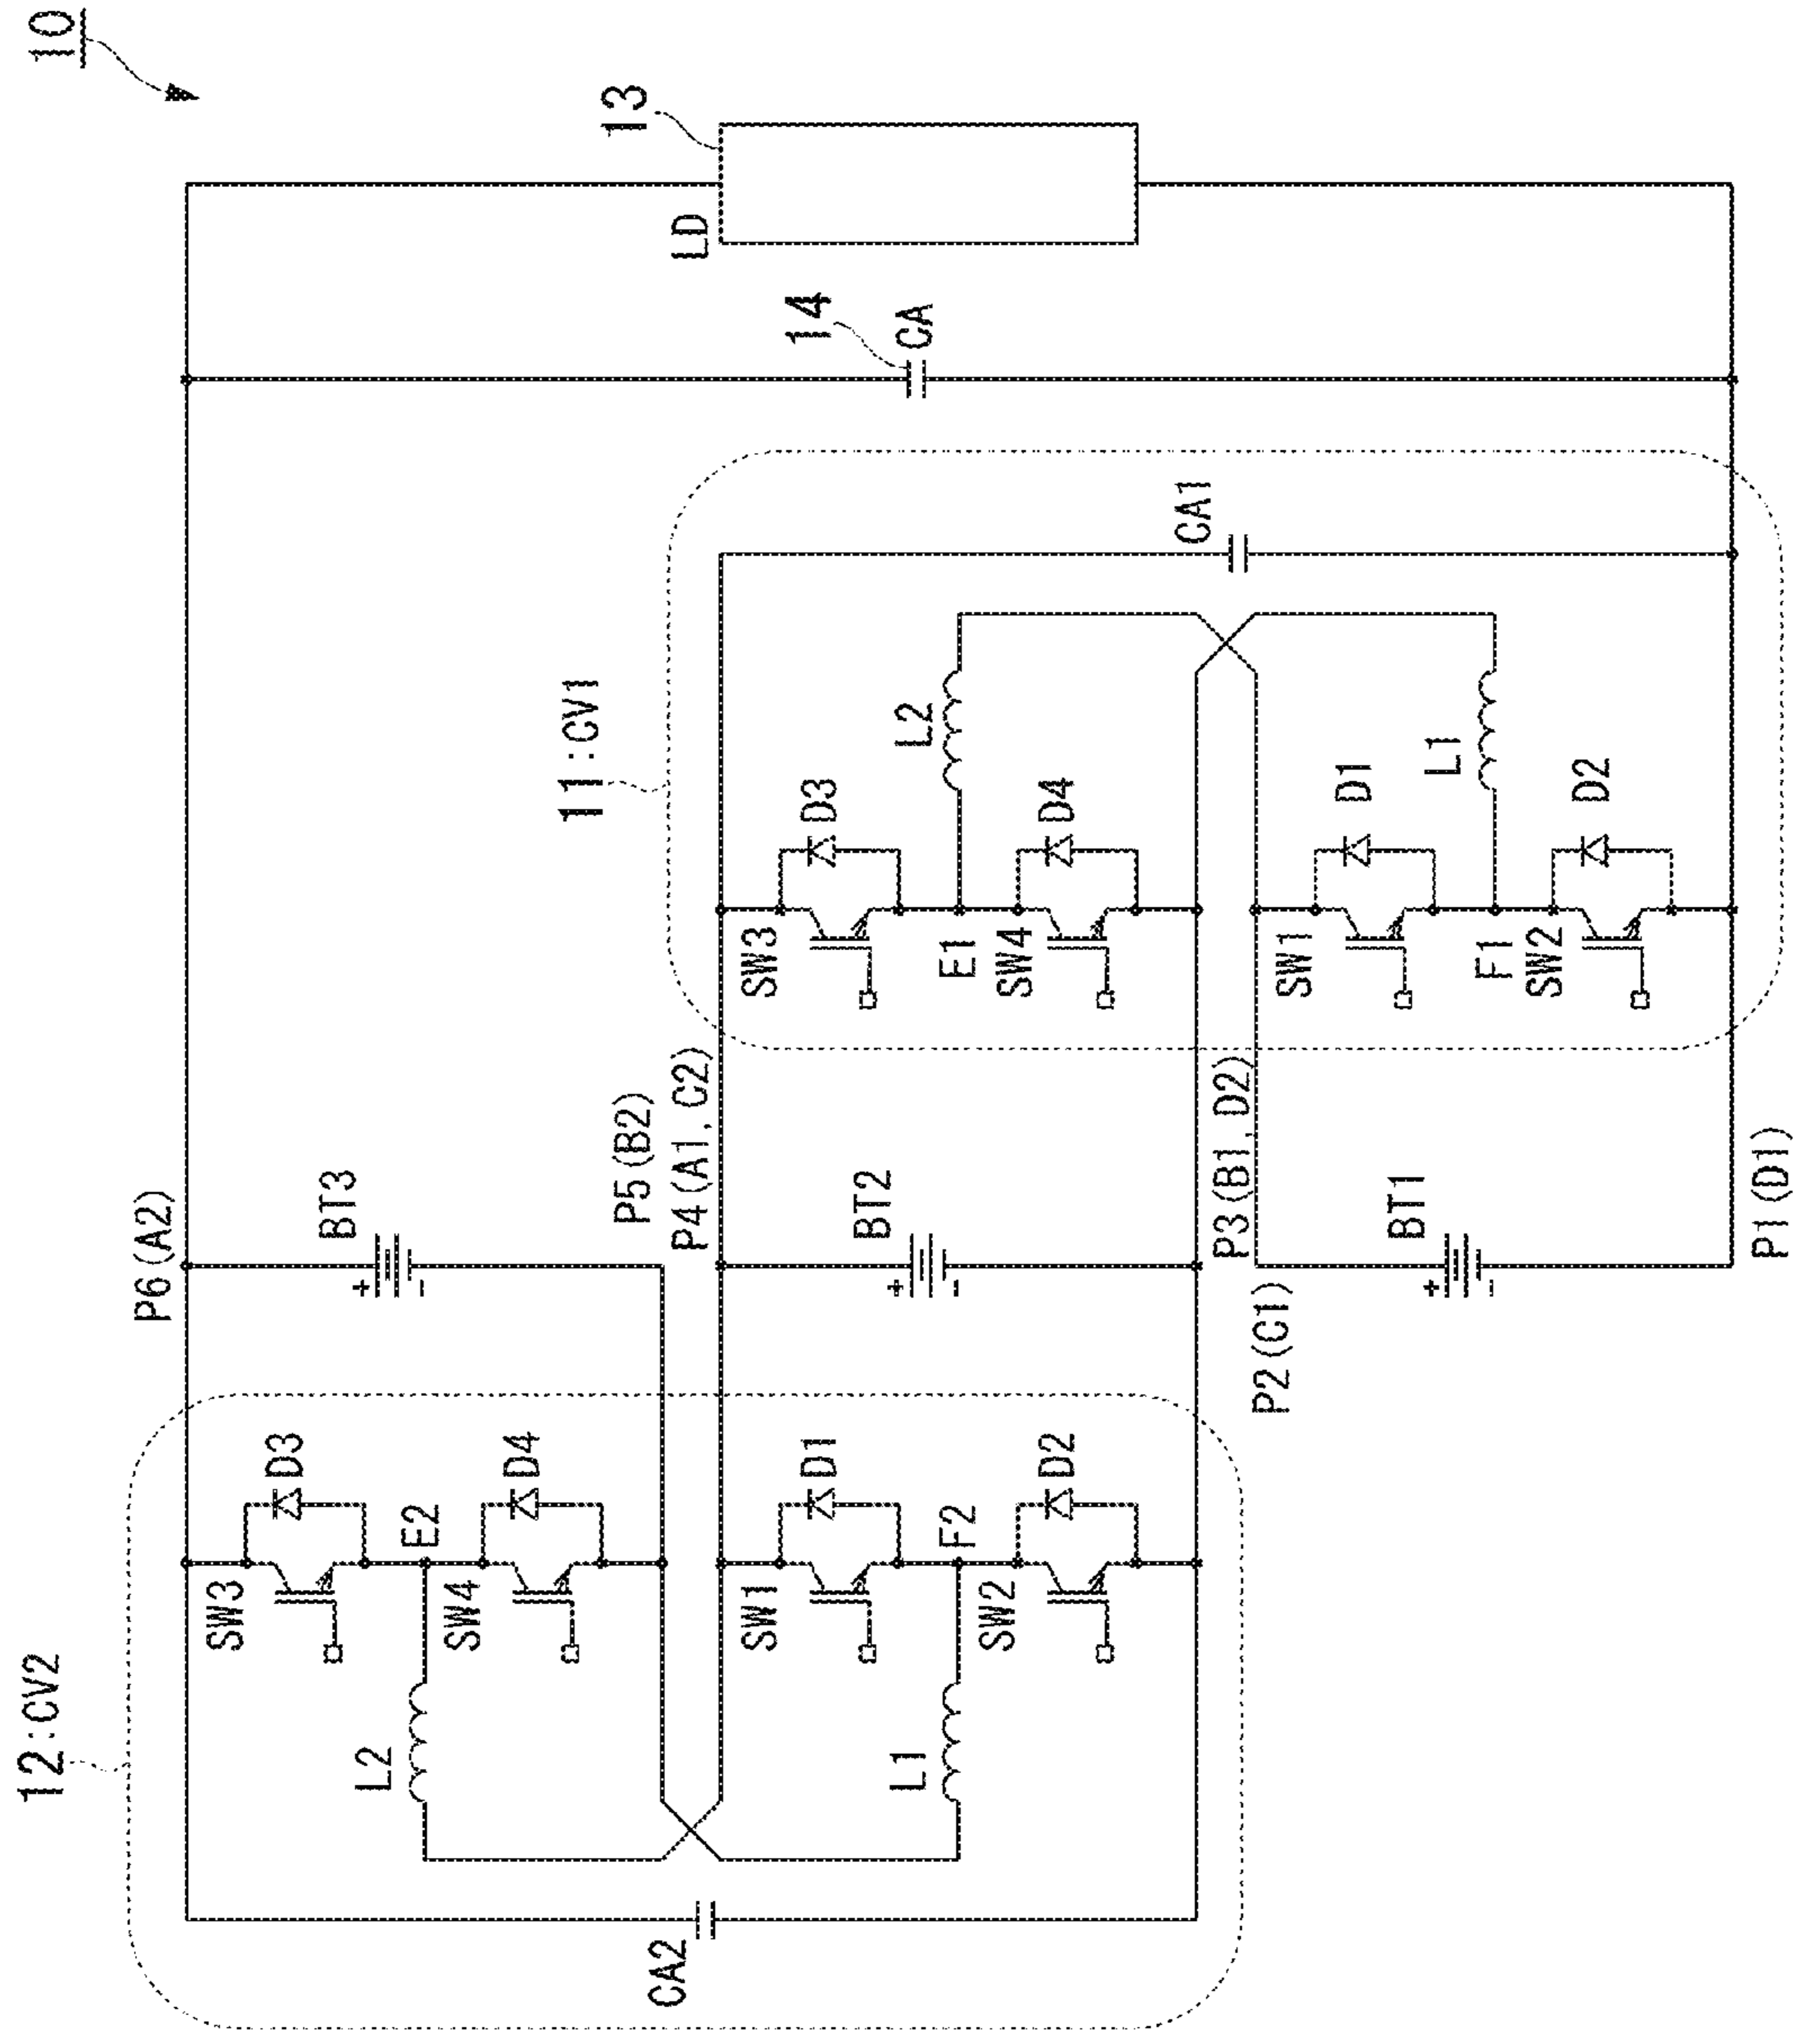 10
13
LD
14
CA
11:CV1
CA1
L2
L1
D3
D4
D1
D2
SW3
E1
SW4
SW1
F1
SW2
P6(A2)
P5(B2)
P4(A1,C2)
P3(B1,D2)
P2(C1)
P1(D1)
BT3
+
-
BT2
+
-
BT1
+
-
12:CV2
D3
D4
D1
D2
SW3
E2
SW4
SW1
F2
SW2
L2
L1
CA2